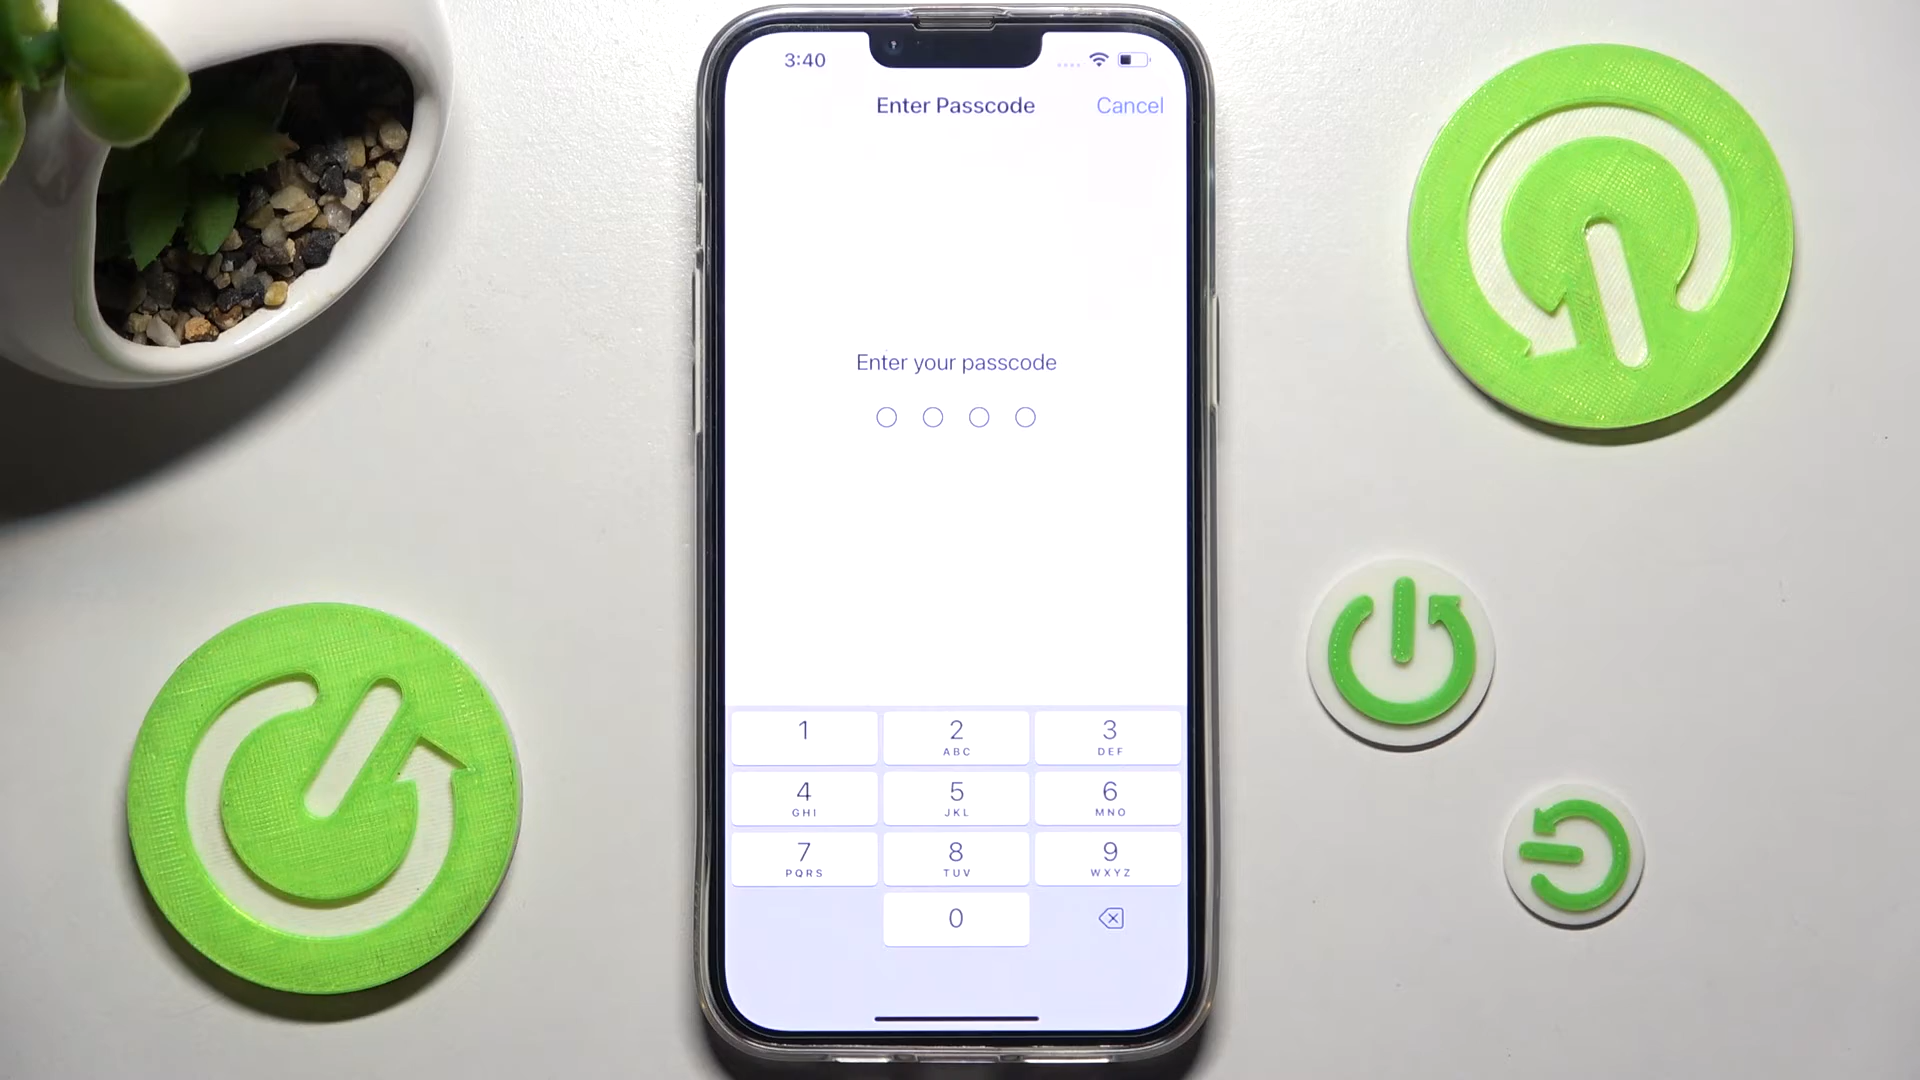 3:40
Enter Passcode
Cancel
Enter your passcode
1
2
ABC
3
DEF
4
GHI
5
JKL
6
MNO
7
PQRS
8
TUV
9
WXYZ
0